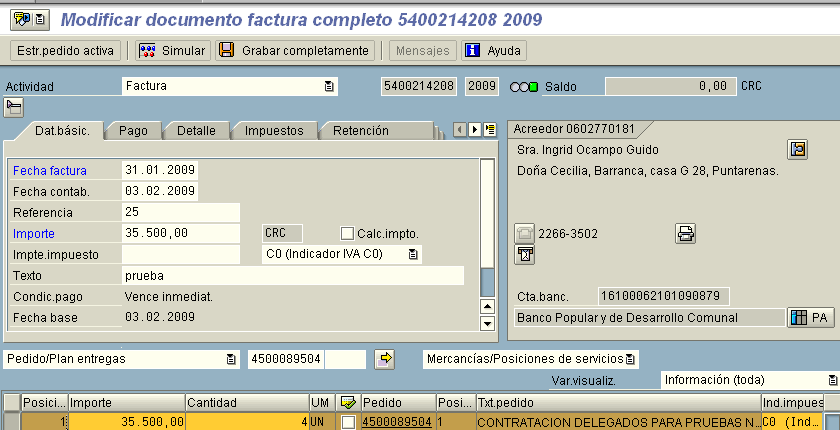 Modificar documento factura completo 5400214208 2009
Estr.pedido activa Simular Grabar completamente Mensajes Ayuda
Actividad Factura 5400214208 2009 Saldo 0,00 CRC
Dat.básic. Pago Detalle Impuestos Retención
Acreedor 0602770181
Sra. Ingrid Ocampo Guido
Doña Cecilia, Barranca, casa G 28, Puntarenas.
2266-3502
Cta.banc. 16100062101090879
Banco Popular y de Desarrollo Comunal PA
Fecha factura 31.01.2009
Fecha contab. 03.02.2009
Referencia 25
Importe 35.500,00 CRC Calc.impto.
Impte.impuesto C0 (Indicador IVA C0)
Texto prueba
Condic.pago Vence inmediat.
Fecha base 03.02.2009
Pedido/Plan entregas 4500089504 Mercancías/Posiciones de servicios
Var.visualiz. Información (toda)
Posici... Importe Cantidad UM Pedido Posi... Txt.pedido Ind.impues
1 35.500,00 4 UN 4500089504 1 CONTRATACION DELEGADOS PARA PRUEBAS N... C0 (Ind...